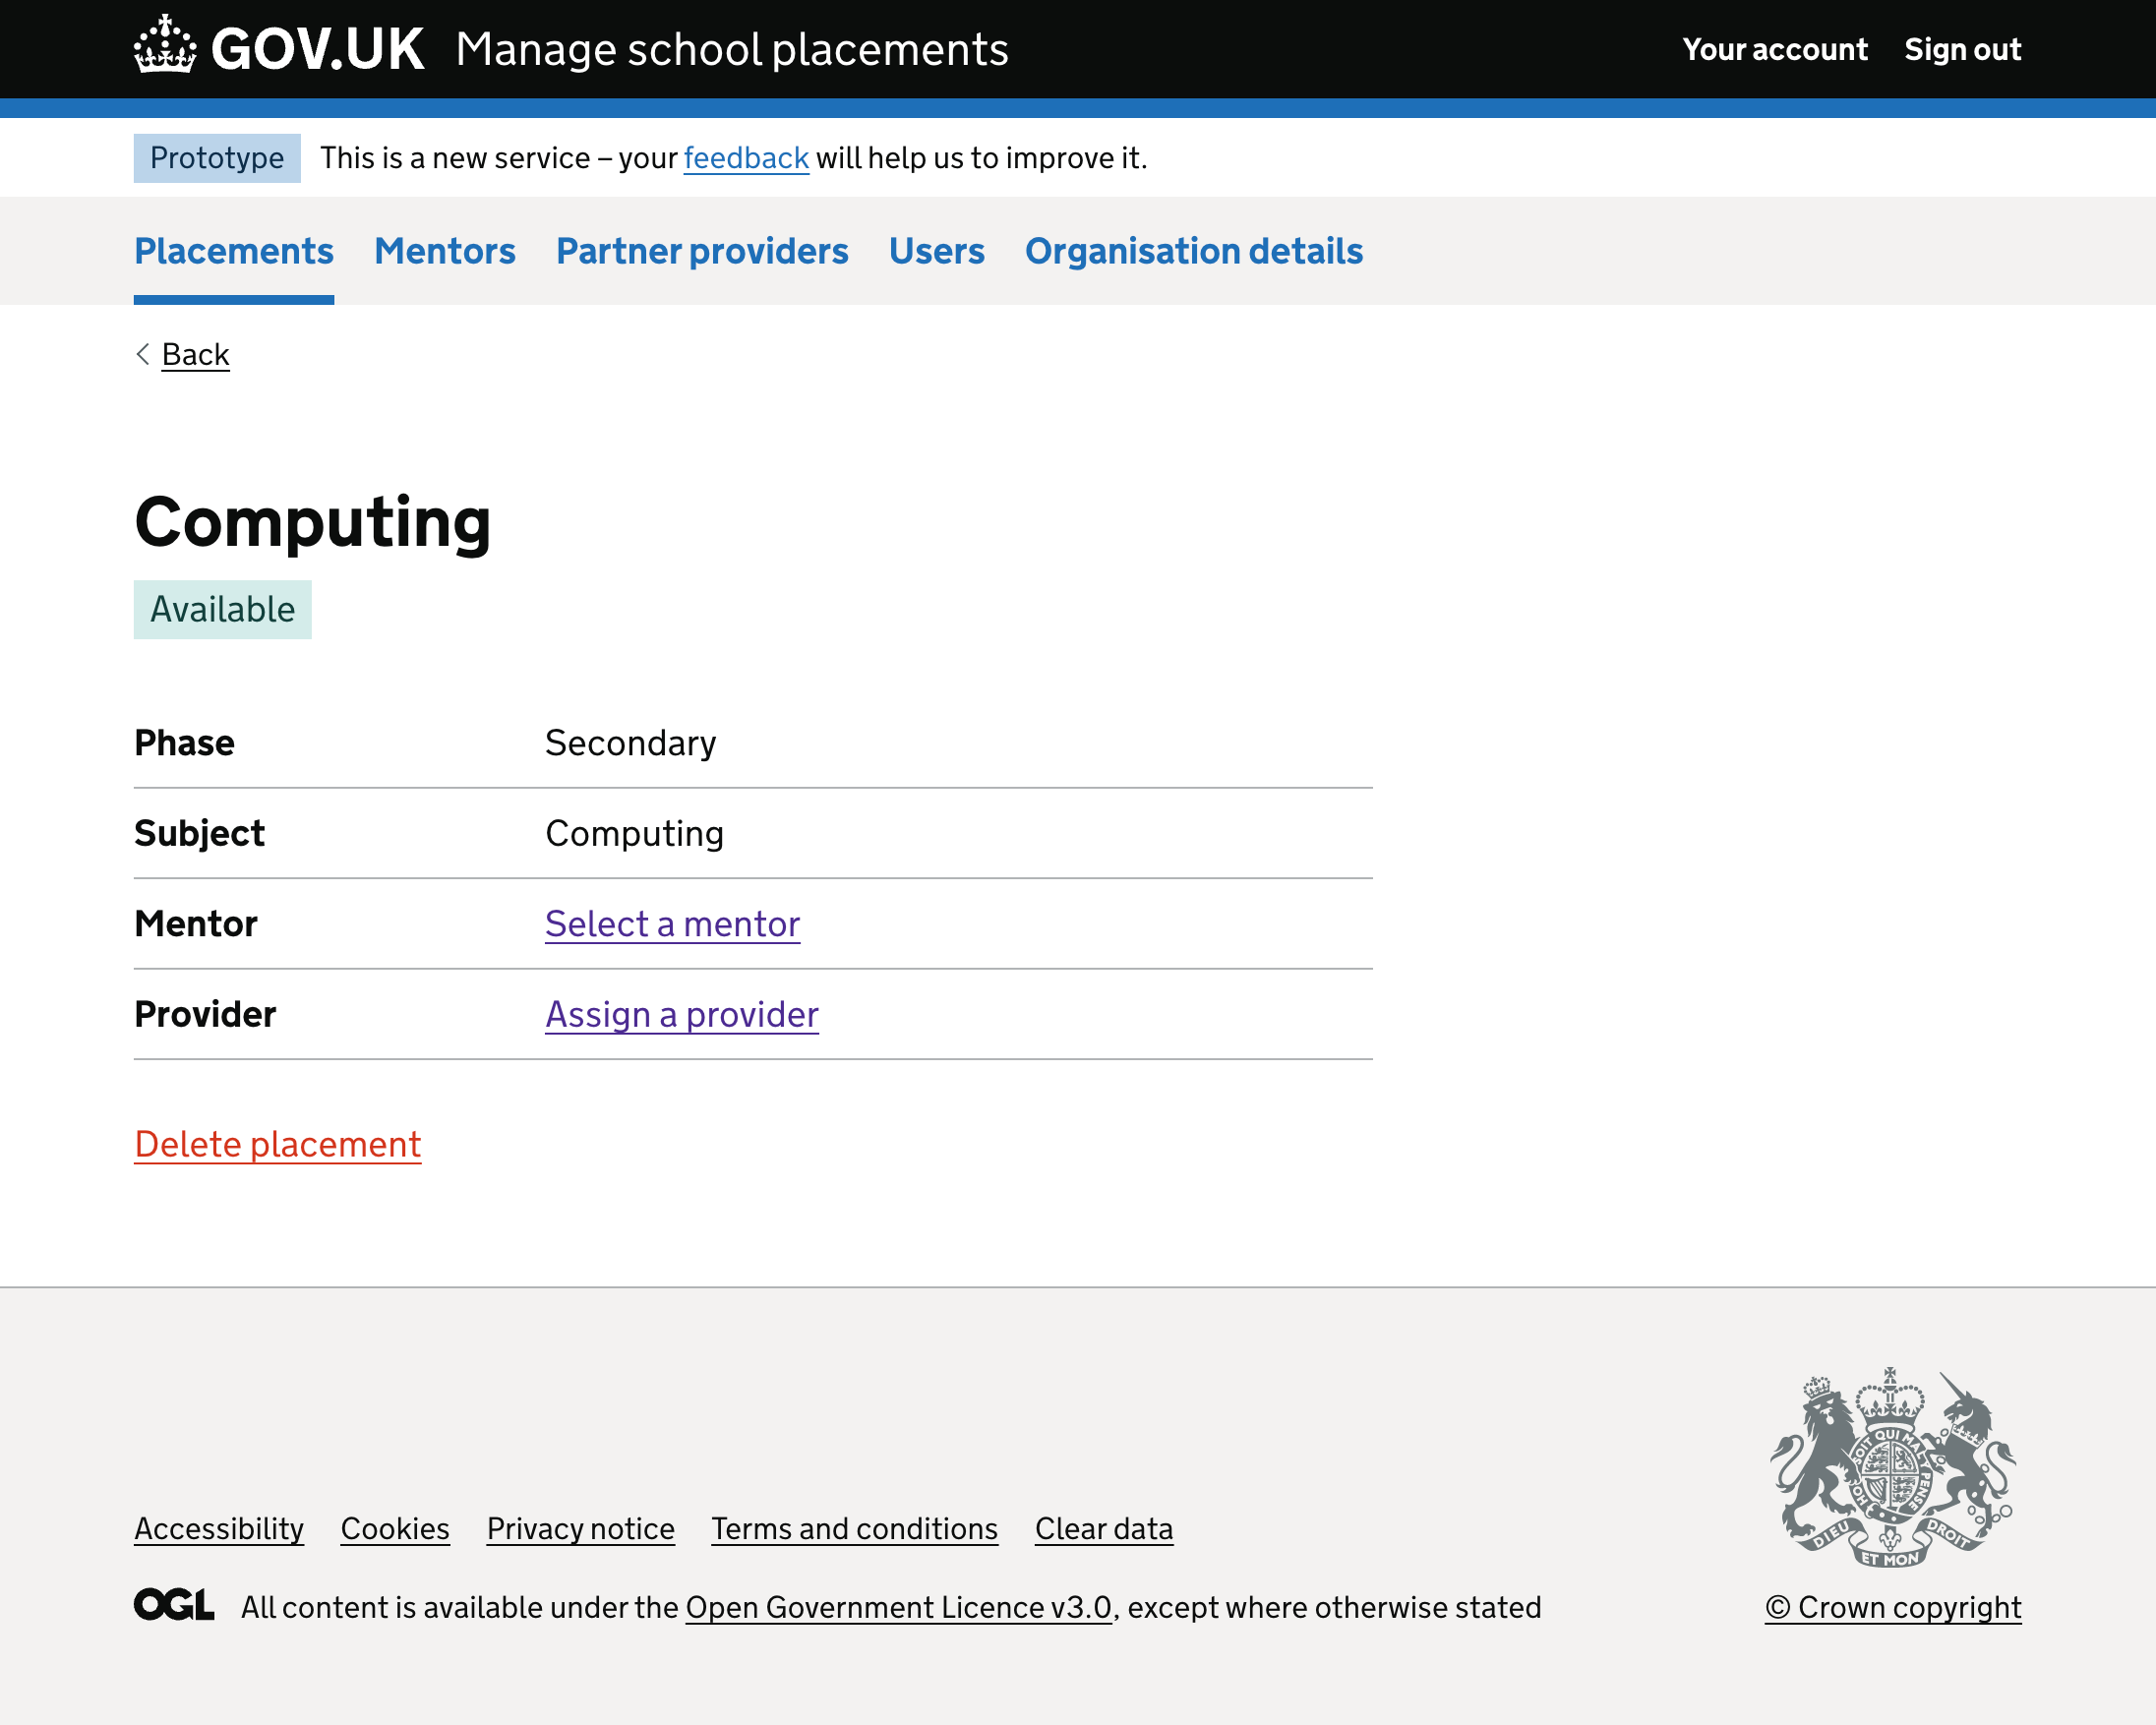 GOV.UK Manage school placements Your account Sign out
Prototype This is a new service – your feedback will help us to improve it.
Placements Mentors Partner providers Users Organisation details
Back
Computing
Available
Phase Secondary
Subject Computing
Mentor Select a mentor
Provider Assign a provider
Delete placement
Accessibility Cookies Privacy notice Terms and conditions Clear data
OGL All content is available under the Open Government Licence v3.0, except where otherwise stated
DIEU ET MON DROIT
© Crown copyright